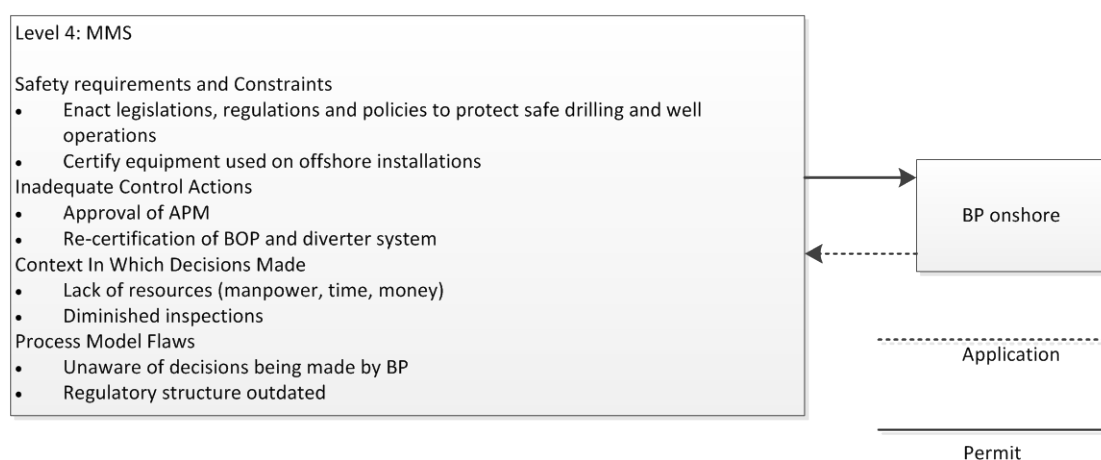 Level 4: MMS
Safety requirements and Constraints
• Enact legislations, regulations and policies to protect safe drilling and well
operations
• Certify equipment used on offshore installations
Inadequate Control Actions
• Approval of APM
• Re-certification of BOP and diverter system
Context In Which Decisions Made
• Lack of resources (manpower, time, money)
• Diminished inspections
Process Model Flaws
• Unaware of decisions being made by BP
• Regulatory structure outdated
BP onshore
Application
Permit